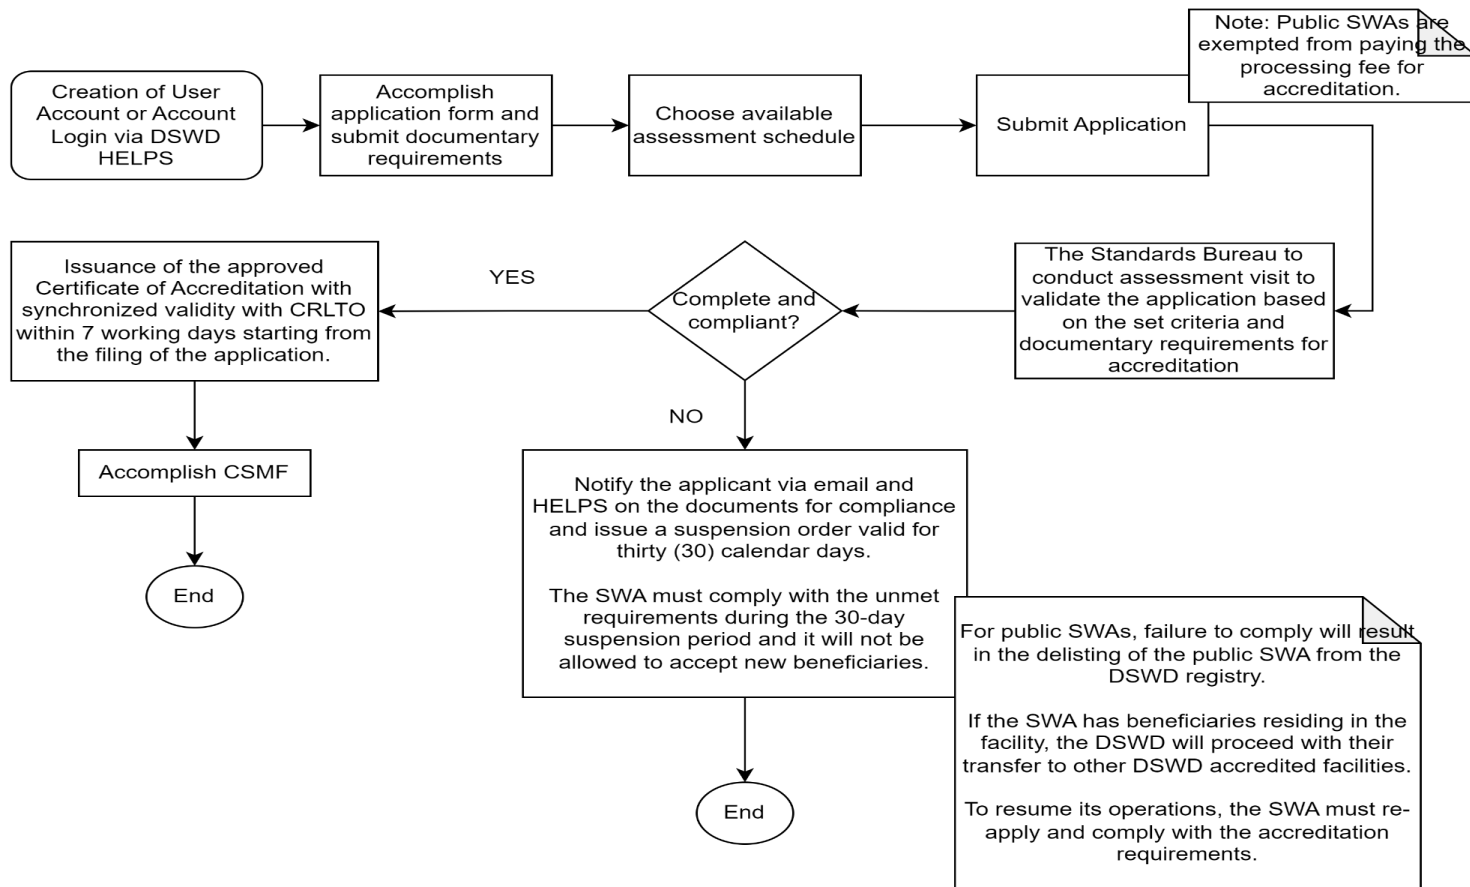 Note: Public SWAs are
exempted from paying the
processing fee for
accreditation.
Creation of User
Account or Account
Login via DSWD
HELPS
Accomplish
application form and
submit documentary
requirements
Choose available
assessment schedule
Submit Application
The Standards Bureau to
conduct assessment visit to
validate the application based
on the set criteria and
documentary requirements for
accreditation
Complete and
compliant?
YES
Issuance of the approved
Certificate of Accreditation with
synchronized validity with CRLTO
within 7 working days starting from
the filing of the application.
Accomplish CSMF
End
NO
Notify the applicant via email and
HELPS on the documents for compliance
and issue a suspension order valid for
thirty (30) calendar days.
The SWA must comply with the unmet
requirements during the 30-day
suspension period and it will not be
allowed to accept new beneficiaries.
End
For public SWAs, failure to comply will result
in the delisting of the public SWA from the
DSWD registry.
If the SWA has beneficiaries residing in the
facility, the DSWD will proceed with their
transfer to other DSWD accredited facilities.
To resume its operations, the SWA must re-
apply and comply with the accreditation
requirements.